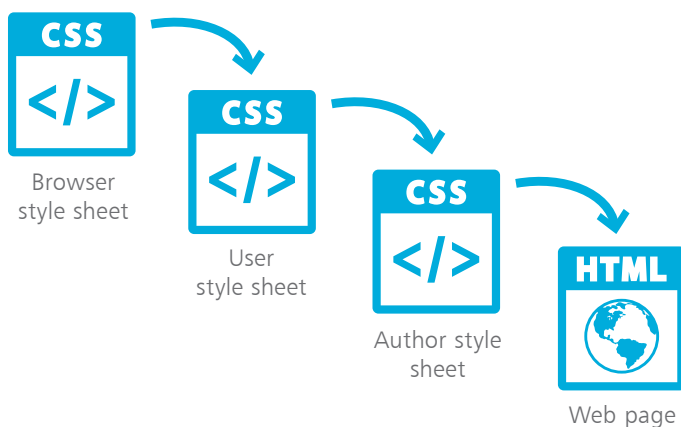 CSS
</>
Browser
style sheet
CSS
</>
User
style sheet
CSS
</>
Author style
sheet
HTML
Web page